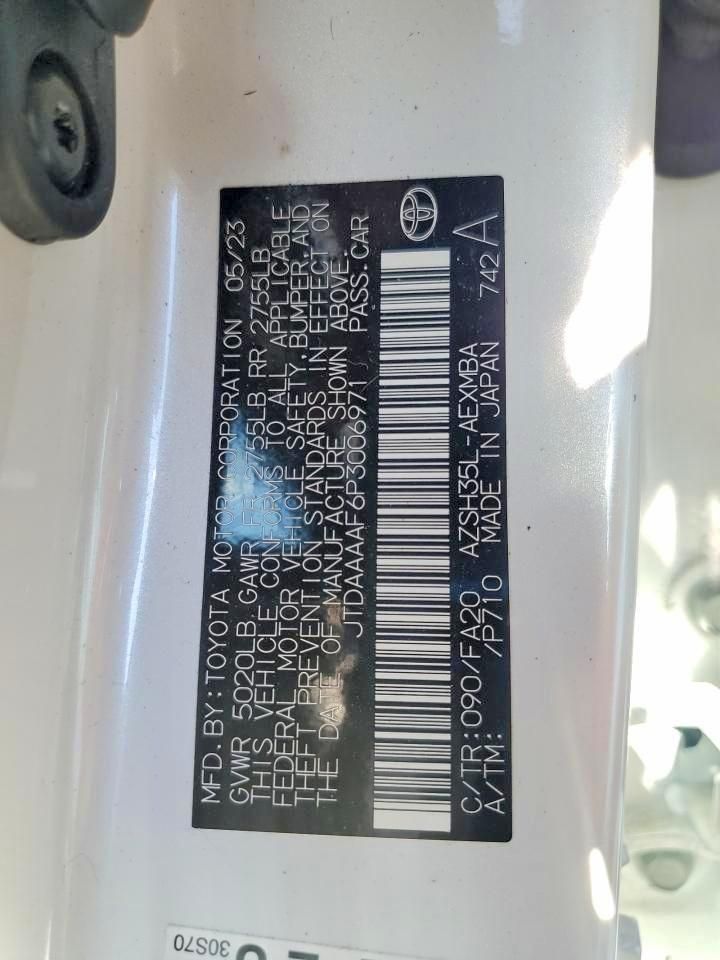 MFD.BY:TOYOTA MOTOR CORPORATION 05/23
GVWR 5020LB GAWR FR 2755LB RR 2755LB
THIS VEHICLE CONFORMS TO ALL APPLICABLE
FEDERAL MOTOR VEHICLE SAFETY,BUMPER,AND
THEFT PREVENTION STANDARDS IN EFFECT ON
THE DATE OF MANUFACTURE SHOWN ABOVE.
JTDAAAAF6P3006971 PASS.CAR
C/TR:090/FA20 AZSH35L-AEXMBA 742 A
A/TM: /P710 MADE IN JAPAN
30S70